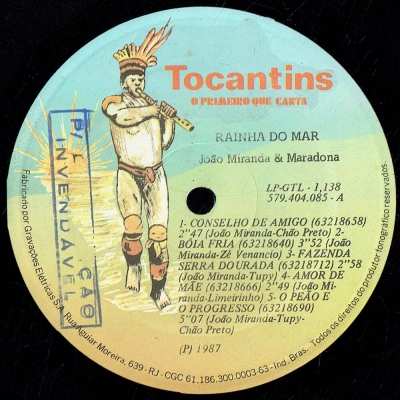 Tocantins
O PRIMEIRO QUE CANTA
RAINHA DO MAR
João Miranda & Maradona
LP-GTL - 1,138
579.404.085 - A
1- CONSELHO DE AMIGO (63218658)
2"47 (João Miranda-Chão Preto) 2-
BÓIA FRIA (63218640) 3"52 (João
Miranda-Zé Venancio) 3- FAZENDA
SERRA DOURADA (63218712) 2"58
(João Miranda-Tupy) 4- AMOR DE
MÃE (63218666) 2"49 (João Mi-
randa-Limeirinho) 5- O PEÃO E
O PROGRESSO (63218690)
5"07 (João Miranda-Tupy-
Chão Preto)
(P) 1987
INVENDÁVEL
Fabricado por Gravações Elétricas S.A. Rua Aguiar Moreira, 639 - RJ - CGC 61.186.300.0003-63 - Ind. Bras. Todos os direitos do produtor fonográfico reservados.